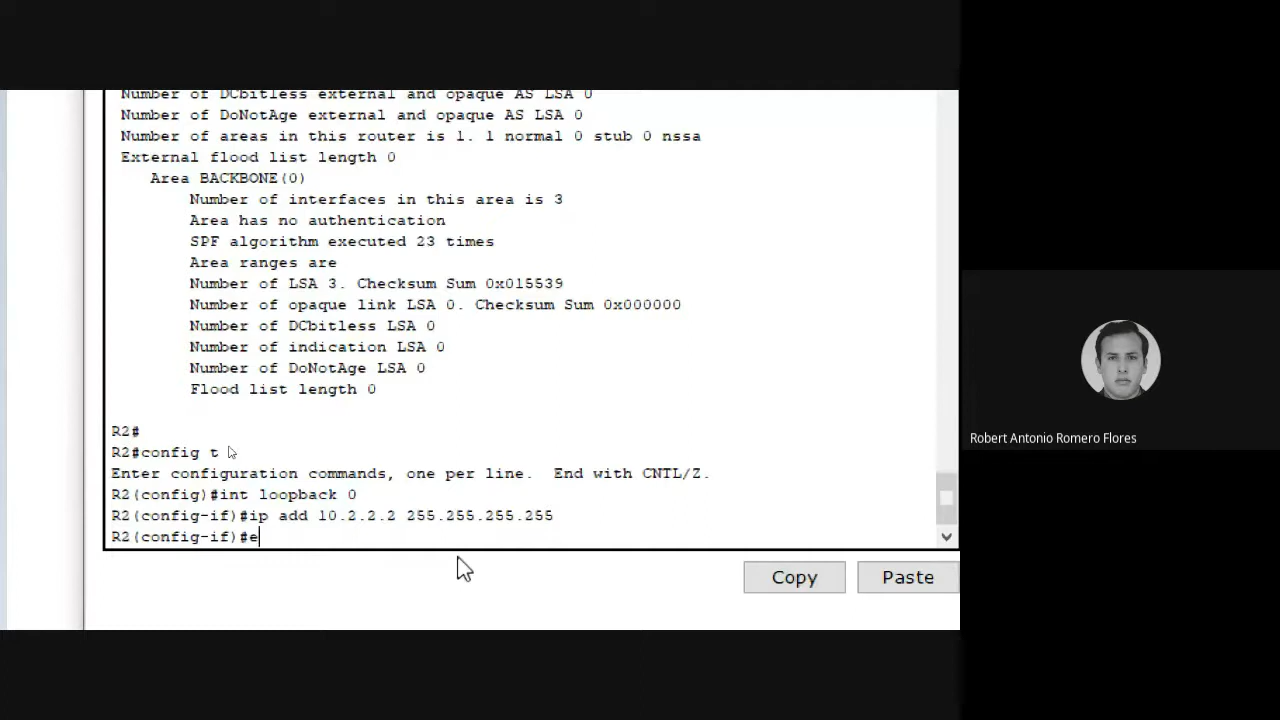 Number of DCbitless external and opaque AS LSA 0
Number of DoNotAge external and opaque AS LSA 0
Number of areas in this router is 1. 1 normal 0 stub 0 nssa
External flood list length 0
Area BACKBONE(0)
Number of interfaces in this area is 3
Area has no authentication
SPF algorithm executed 23 times
Area ranges are
Number of LSA 3. Checksum Sum 0x015539
Number of opaque link LSA 0. Checksum Sum 0x000000
Number of DCbitless LSA 0
Number of indication LSA 0
Number of DoNotAge LSA 0
Flood list length 0
R2#
R2#config t
Enter configuration commands, one per line.  End with CNTL/Z.
R2(config)#int loopback 0
R2(config-if)#ip add 10.2.2.2 255.255.255.255
R2(config-if)#e
Copy
Paste
Robert Antonio Romero Flores